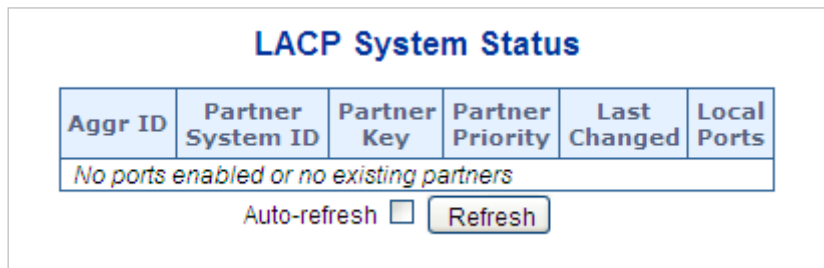 LACP System Status
Aggr ID Partner System ID Partner Key Partner Priority Last Changed Local Ports
No ports enabled or no existing partners
Auto-refresh Refresh